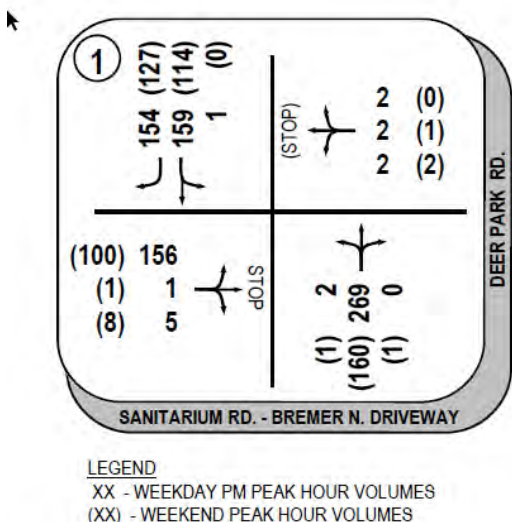 1
154 (127)
159 (114)
1 (0)
(STOP)
2 (0)
2 (1)
2 (2)
(100) 156
(1) 1
(8) 5
STOP
(1) 2
(160) 269
(1) 0
DEER PARK RD.
SANITARIUM RD. - BREMER N. DRIVEWAY
LEGEND
XX - WEEKDAY PM PEAK HOUR VOLUMES
(XX) - WEEKEND PEAK HOUR VOLUMES